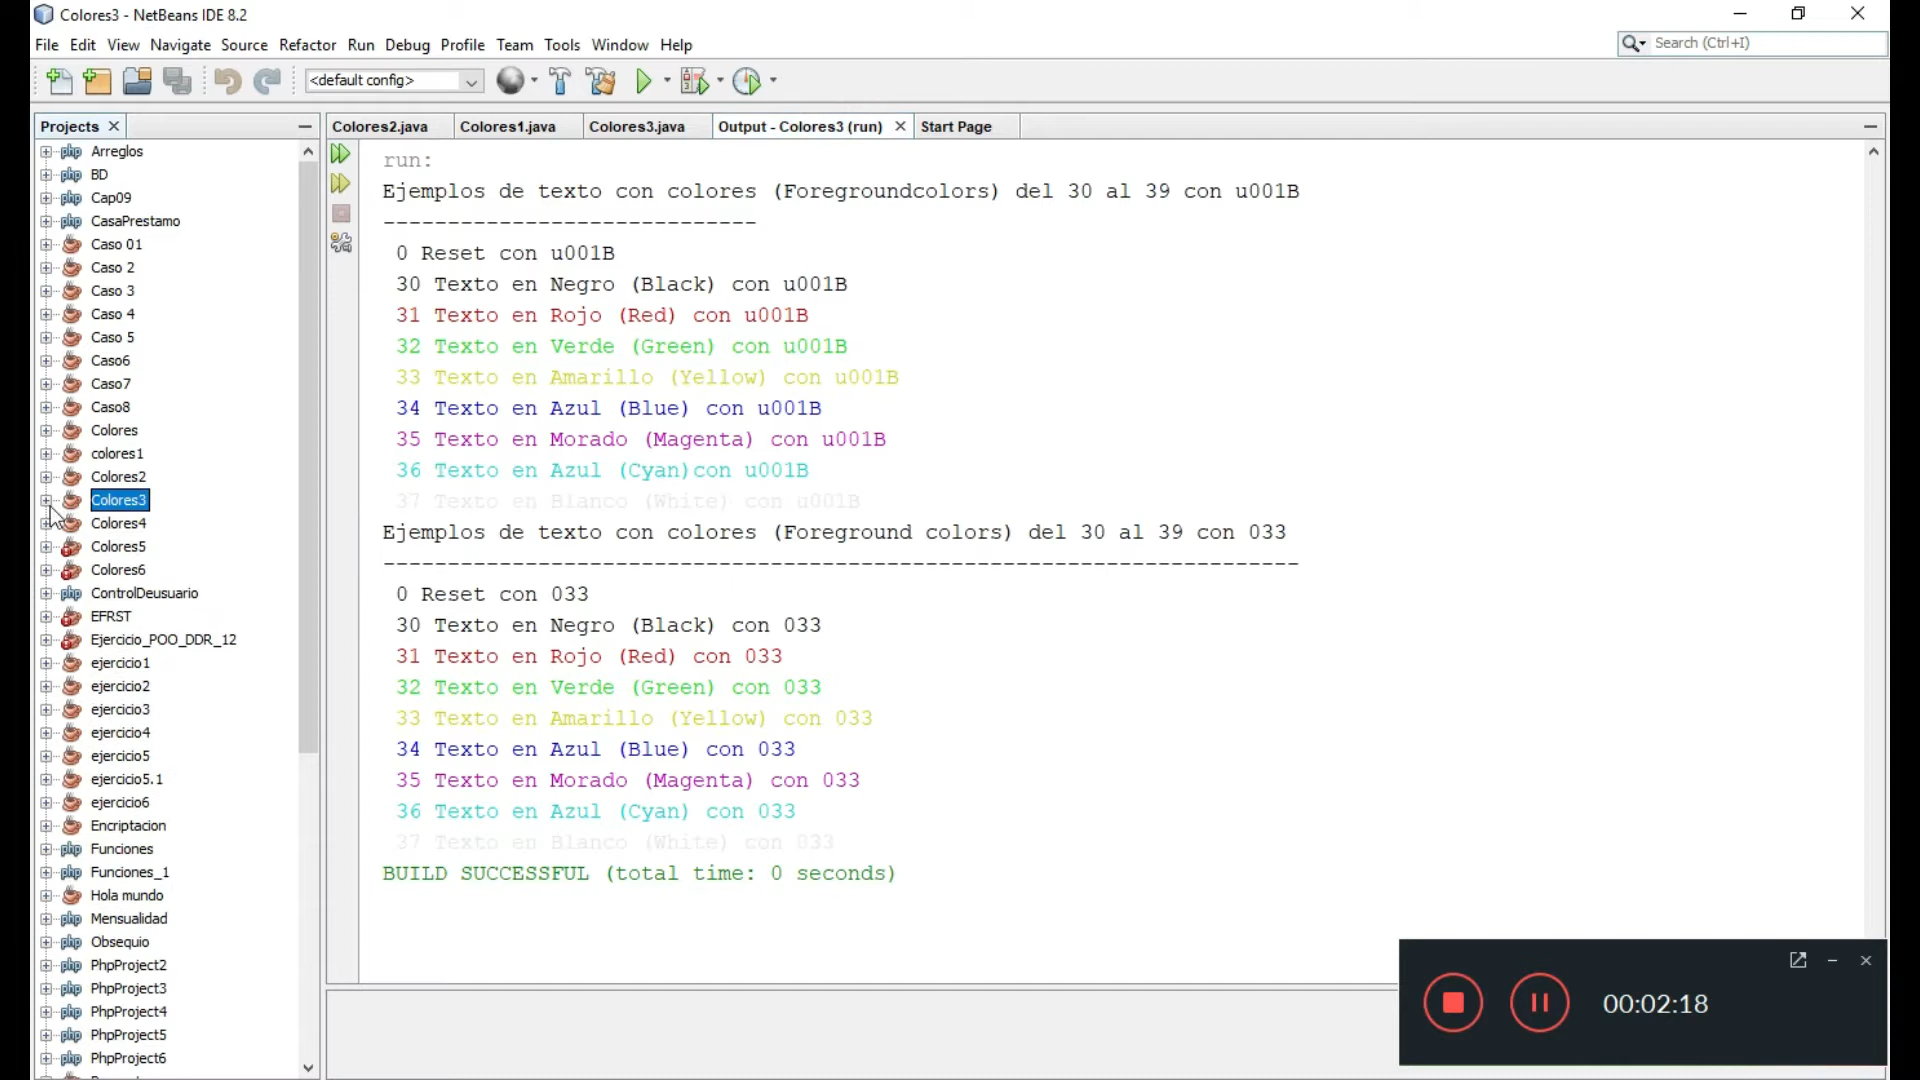 Colores3 - NetBeans IDE 8.2
File Edit View Navigate Source Refactor Run Debug Profile Team Tools Window Help
Search (Ctrl+I)
<default config>
Projects
Colores2.java Colores1.java Colores3.java Output - Colores3 (run) Start Page
Arreglos
BD
Cap09
CasaPrestamo
Caso 01
Caso 2
Caso 3
Caso 4
Caso 5
Caso6
Caso7
Caso8
Colores
colores1
Colores2
Colores3
Colores4
Colores5
Colores6
ControlDeusuario
EFRST
Ejercicio_POO_DDR_12
ejercicio1
ejercicio2
ejercicio3
ejercicio4
ejercicio5
ejercicio5.1
ejercicio6
Encriptacion
Funciones
Funciones_1
Hola mundo
Mensualidad
Obsequio
PhpProject2
PhpProject3
PhpProject4
PhpProject5
PhpProject6
run:
Ejemplos de texto con colores (Foregroundcolors) del 30 al 39 con u001B
-----------------------------
0 Reset con u001B
30 Texto en Negro (Black) con u001B
31 Texto en Rojo (Red) con u001B
32 Texto en Verde (Green) con u001B
33 Texto en Amarillo (Yellow) con u001B
34 Texto en Azul (Blue) con u001B
35 Texto en Morado (Magenta) con u001B
36 Texto en Azul (Cyan)con u001B
37 Texto en Blanco (White) con u001B
Ejemplos de texto con colores (Foreground colors) del 30 al 39 con 033
-----------------------------------------------------------------------
0 Reset con 033
30 Texto en Negro (Black) con 033
31 Texto en Rojo (Red) con 033
32 Texto en Verde (Green) con 033
33 Texto en Amarillo (Yellow) con 033
34 Texto en Azul (Blue) con 033
35 Texto en Morado (Magenta) con 033
36 Texto en Azul (Cyan) con 033
37 Texto en Blanco (White) con 033
BUILD SUCCESSFUL (total time: 0 seconds)
00:02:18